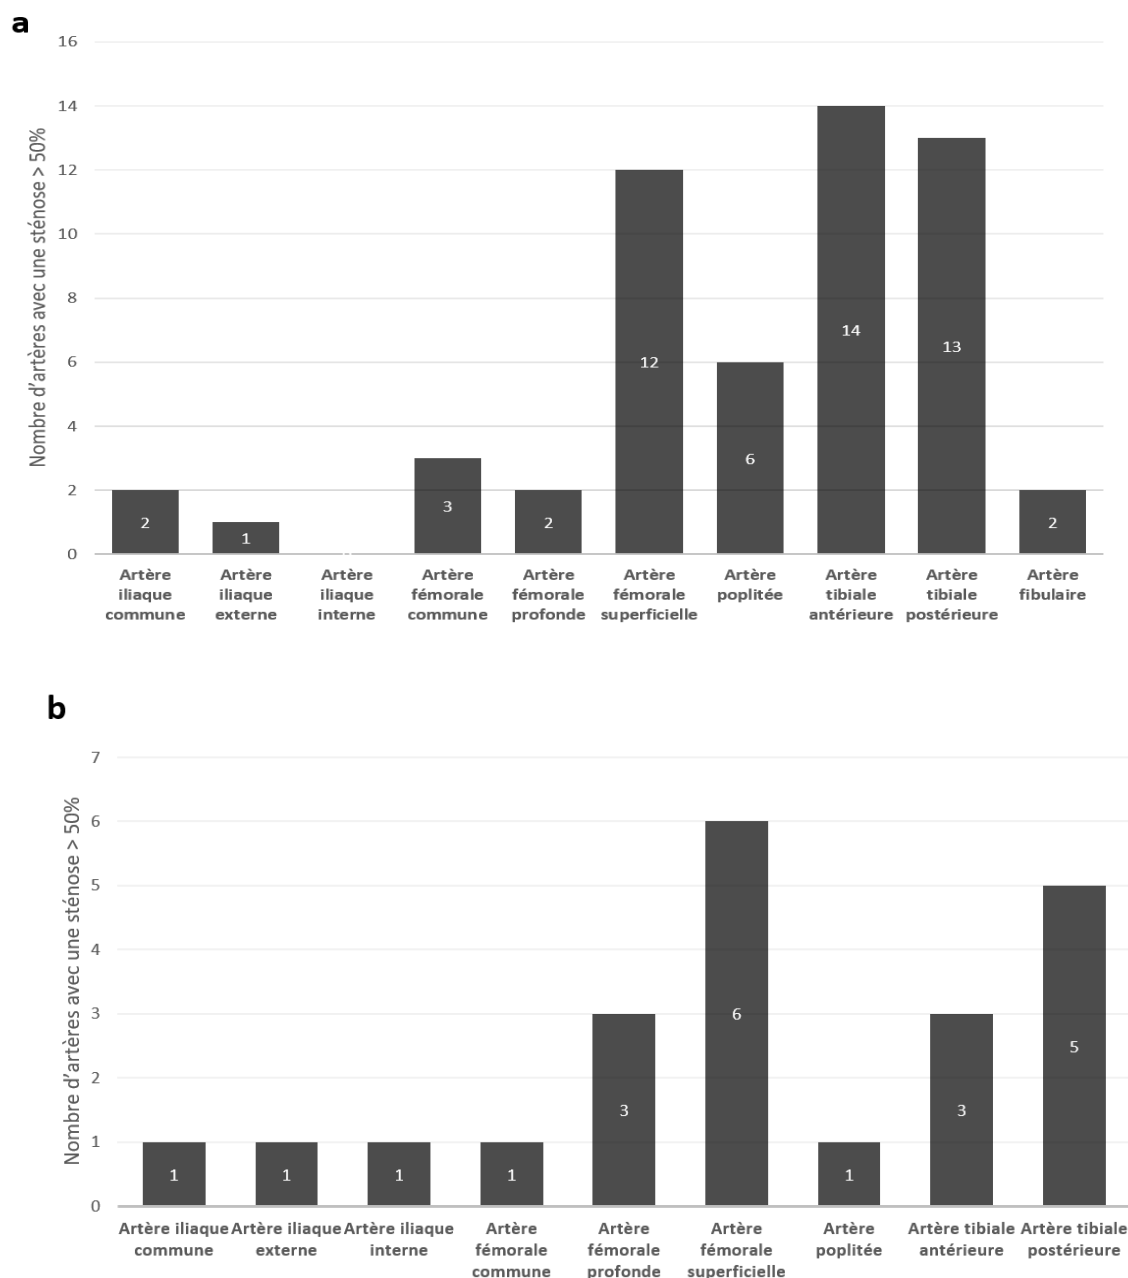 a
16
14
12
10
8
6
4
2
0
Nombre d’artères avec une sténose > 50%
2
1
3
2
12
6
14
13
2
Artère
iliaque
commune
Artère
iliaque
externe
Artère
iliaque
interne
Artère
fémorale
commune
Artère
fémorale
profonde
Artère
fémorale
superficielle
Artère
poplitée
Artère
tibiale
antérieure
Artère
tibiale
postérieure
Artère
fibulaire
b
7
6
5
4
3
2
1
0
Nombre d’artères avec une sténose > 50%
1
1
1
1
3
6
1
3
5
Artère iliaque
commune
Artère iliaque
externe
Artère iliaque
interne
Artère
fémorale
commune
Artère
fémorale
profonde
Artère
fémorale
superficielle
Artère
poplitée
Artère tibiale
antérieure
Artère tibiale
postérieure